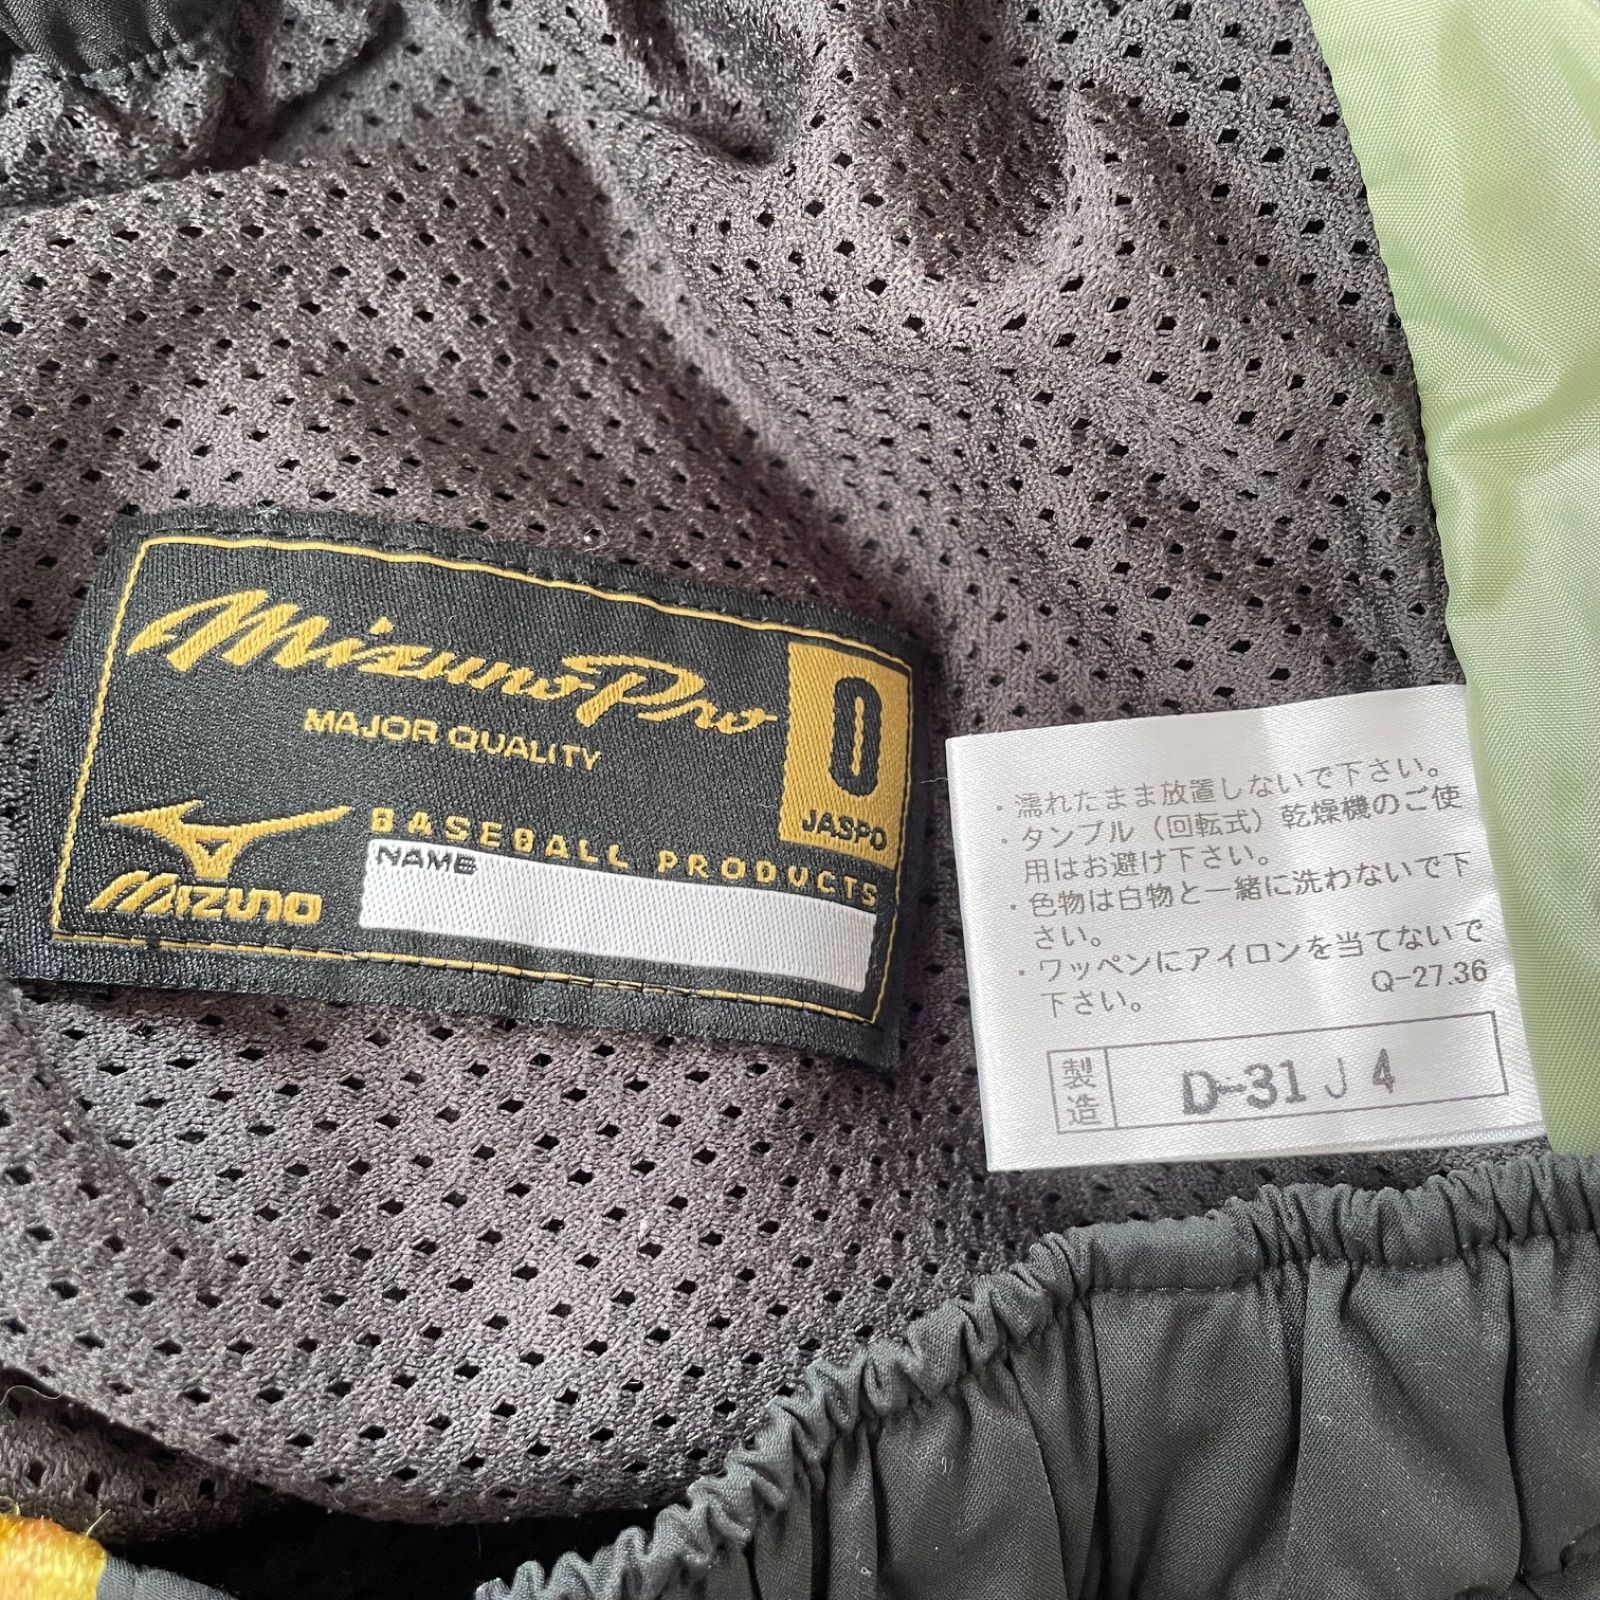 Mizuno Pro
MAJOR QUALITY
O
JASPO
MIZUNO
BASEBALL PRODUCTS
NAME
・濡れたまま放置しないで下さい。
・タンブル（回転式）乾燥機のご使
用はお避け下さい。
・色物は白物と一緒に洗わないで下
さい。
・ワッペンにアイロンを当てないで
下さい。
Q-27.36
製造
D-31 J 4